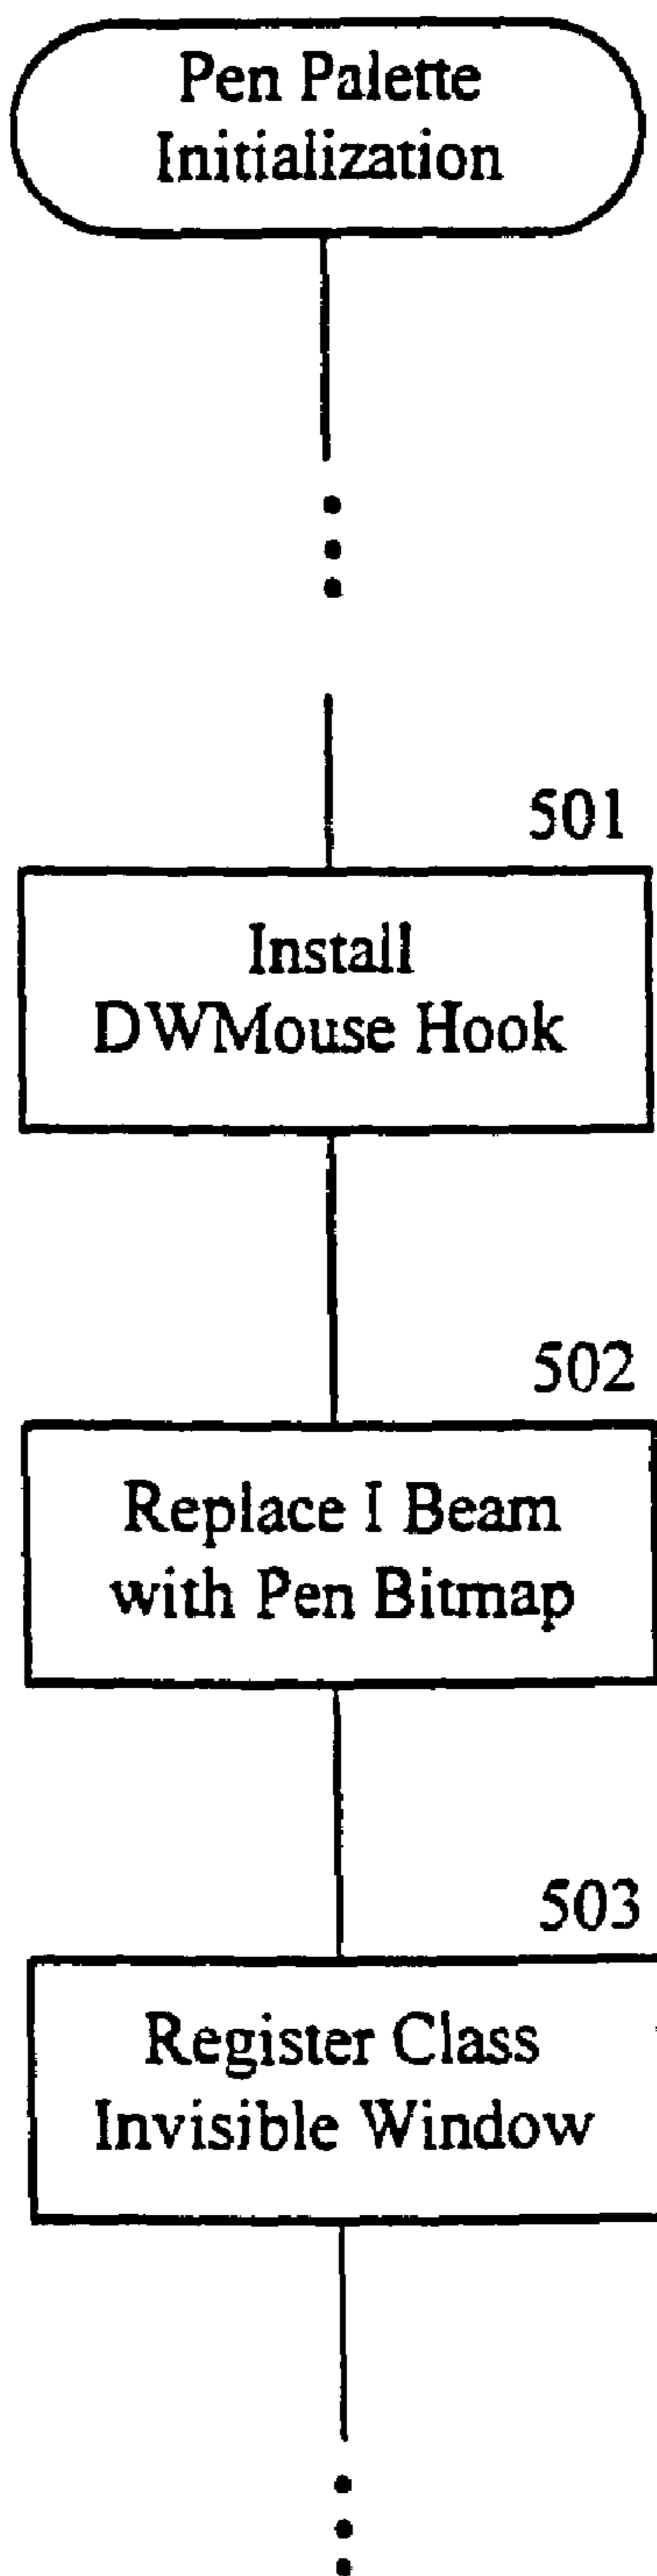 Pen Palette
Initialization
501
Install
DWMouse Hook
502
Replace I Beam
with Pen Bitmap
503
Register Class
Invisible Window